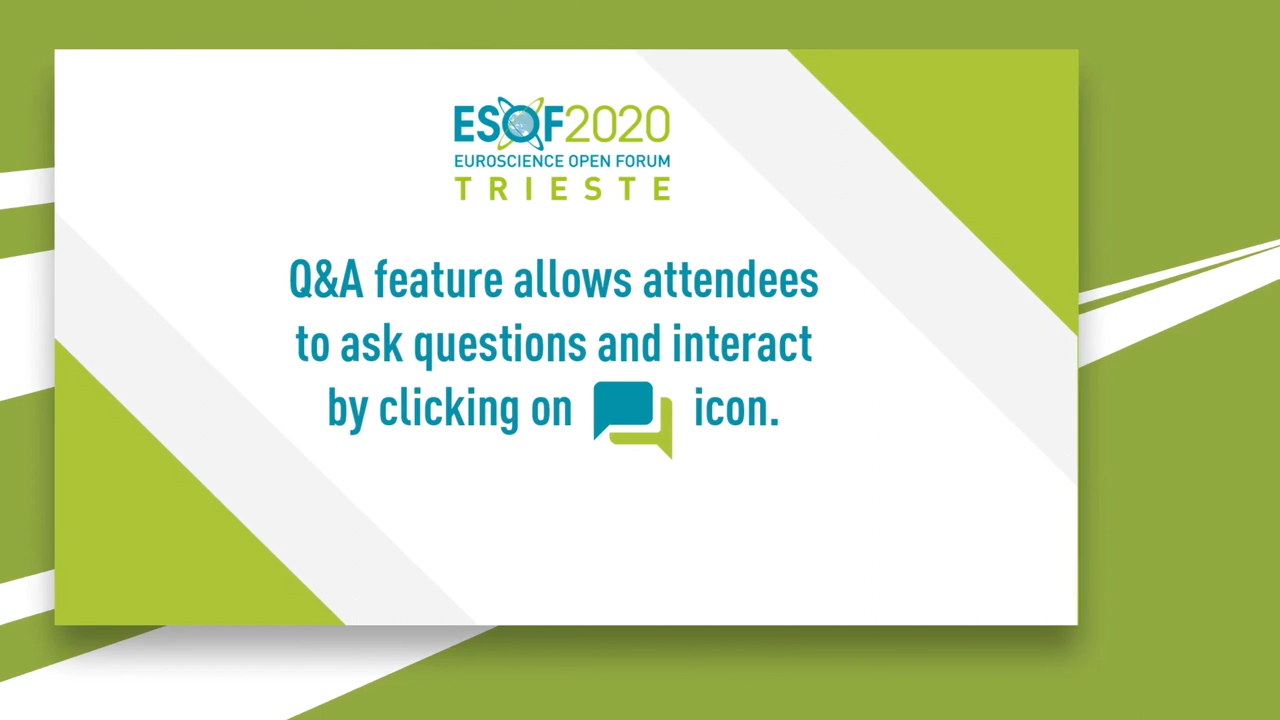 ESOF2020
EUROSCIENCE OPEN FORUM
TRIESTE
Q&A feature allows attendees
to ask questions and interact
by clicking on icon.